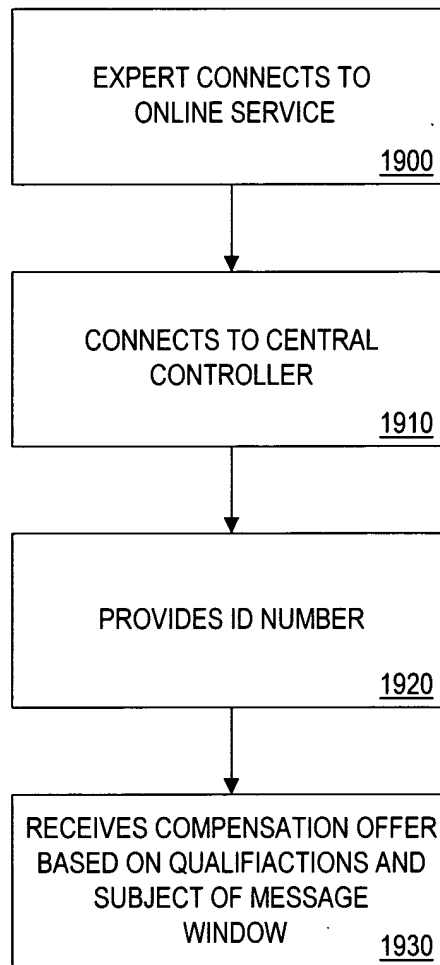 EXPERT CONNECTS TO
ONLINE SERVICE
1900
CONNECTS TO CENTRAL
CONTROLLER
1910
PROVIDES ID NUMBER
1920
RECEIVES COMPENSATION OFFER
BASED ON QUALIFIACTIONS AND
SUBJECT OF MESSAGE
WINDOW
1930